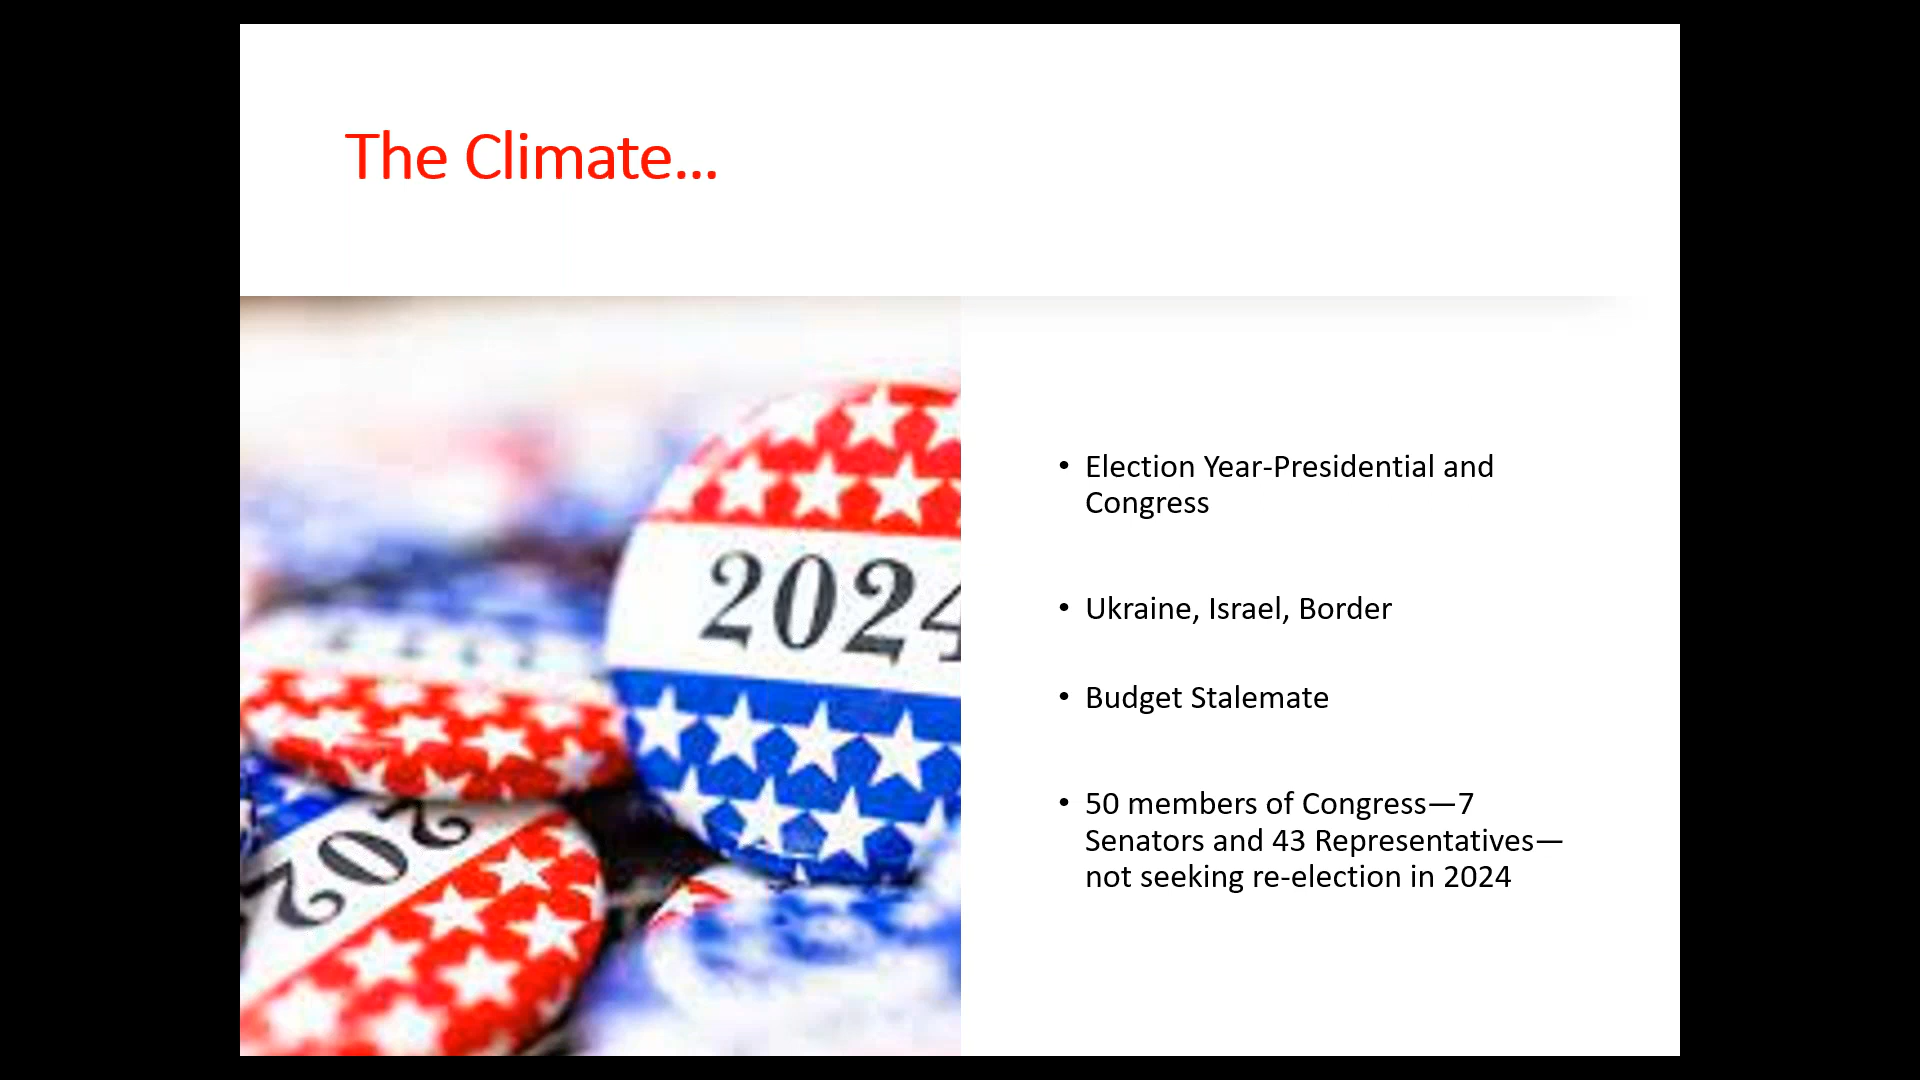 The Climate...
2024
202
• Election Year-Presidential and
Congress
• Ukraine, Israel, Border
• Budget Stalemate
• 50 members of Congress—7
Senators and 43 Representatives—
not seeking re-election in 2024